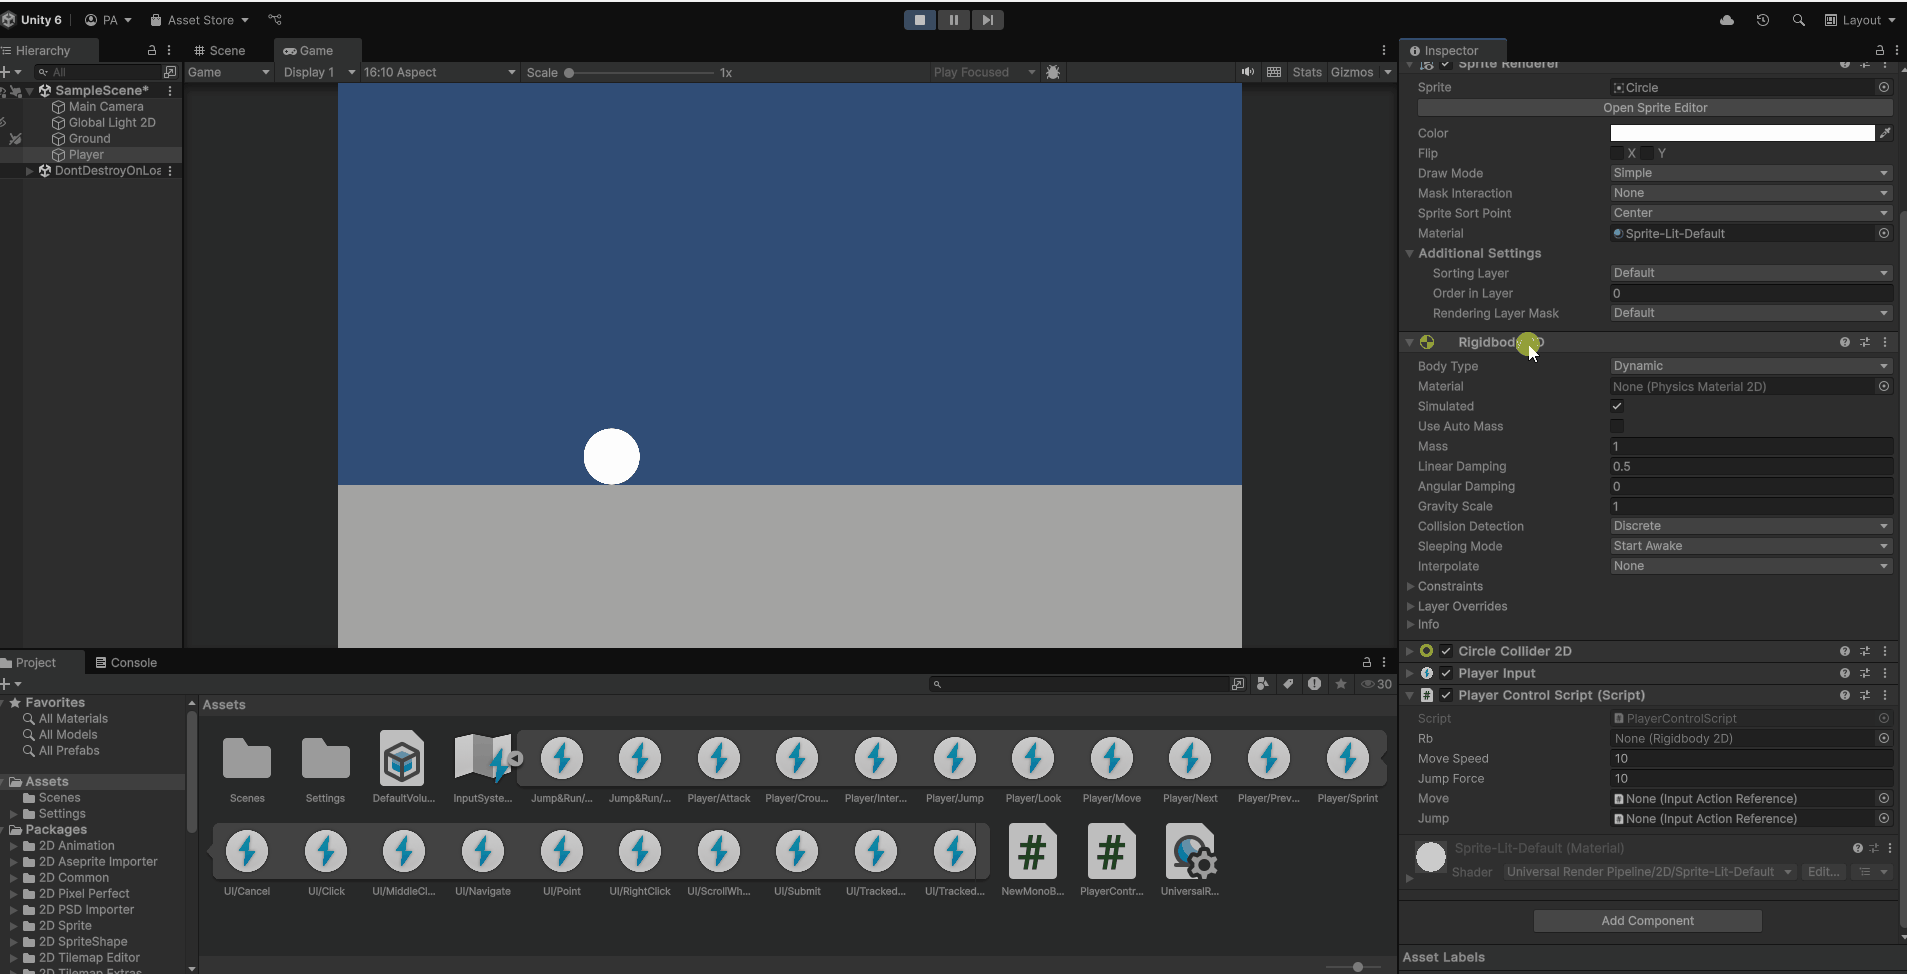 Unity 6 PA Asset Store Layout
Hierarchy Scene Game Inspector
All Game Display 1 16:10 Aspect Scale 1x Play Focused Stats Gizmos
SampleScene*
Main Camera
Global Light 2D
Ground
Player
DontDestroyOnLoa
Sprite Renderer
Sprite Circle
Open Sprite Editor
Color
Flip X Y
Draw Mode Simple
Mask Interaction None
Sprite Sort Point Center
Material Sprite-Lit-Default
Additional Settings
Sorting Layer Default
Order in Layer 0
Rendering Layer Mask Default
Rigidbody 2D
Body Type Dynamic
Material None (Physics Material 2D)
Simulated
Use Auto Mass
Mass 1
Linear Damping 0.5
Angular Damping 0
Gravity Scale 1
Collision Detection Discrete
Sleeping Mode Start Awake
Interpolate None
Constraints
Layer Overrides
Info
Circle Collider 2D
Player Input
Player Control Script (Script)
Script PlayerControlScript
Rb None (Rigidbody 2D)
Move Speed 10
Jump Force 10
Move None (Input Action Reference)
Jump None (Input Action Reference)
Sprite-Lit-Default (Material)
Shader Universal Render Pipeline/2D/Sprite-Lit-Default Edit...
Add Component
Asset Labels
Project Console
30
Favorites
All Materials
All Models
All Prefabs
Assets
Scenes
Settings
Packages
2D Animation
2D Aseprite Importer
2D Common
2D Pixel Perfect
2D PSD Importer
2D Sprite
2D SpriteShape
2D Tilemap Editor
2D Tilemap Extras
Assets
Scenes Settings DefaultVolu... InputSyste... Jump&Run/... Jump&Run/... Player/Attack Player/Crou... Player/Inter... Player/Jump Player/Look Player/Move Player/Next Player/Prev... Player/Sprint
UI/Cancel UI/Click UI/MiddleCl... UI/Navigate UI/Point UI/RightClick UI/ScrollWh... UI/Submit UI/Tracked... UI/Tracked... NewMonoB... PlayerContr... UniversalR...